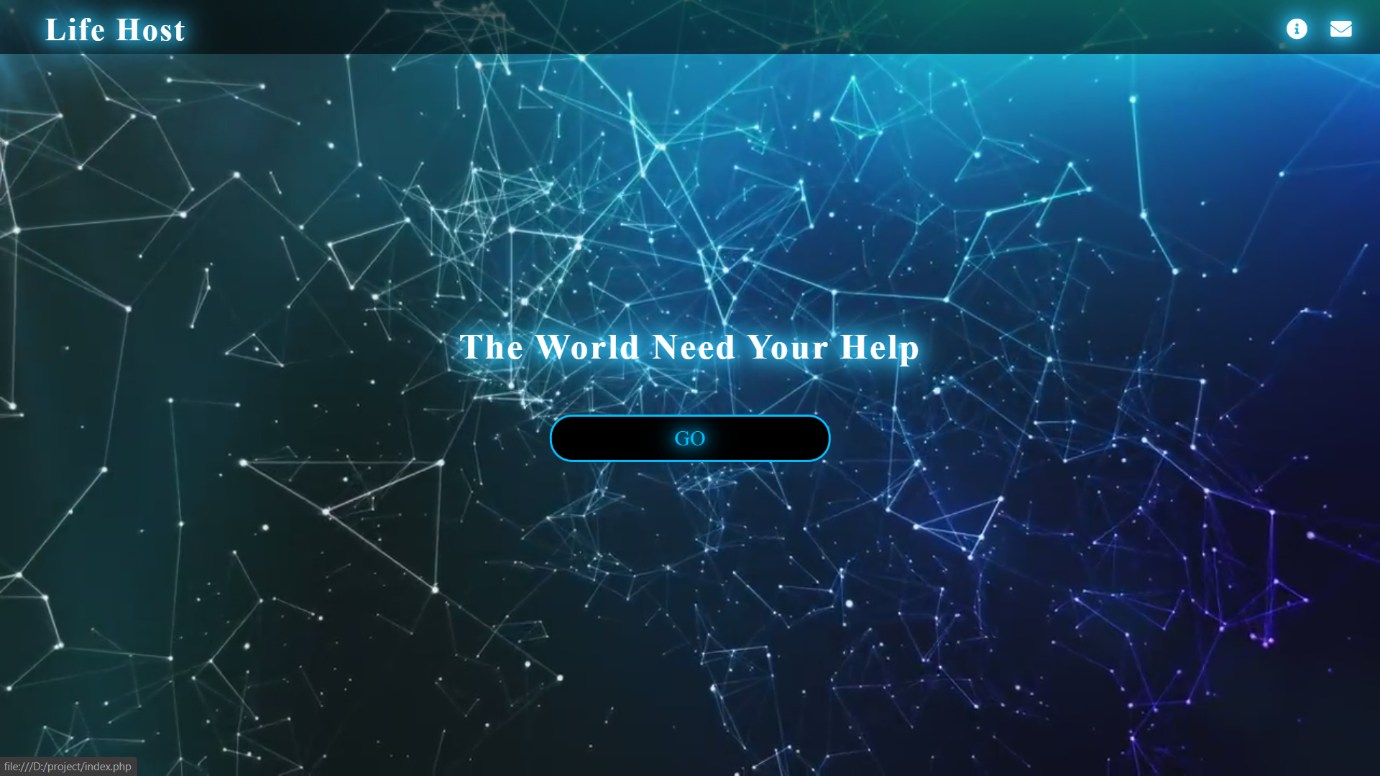 Life Host
The World Need Your Help
GO
file:///D:/project/index.php